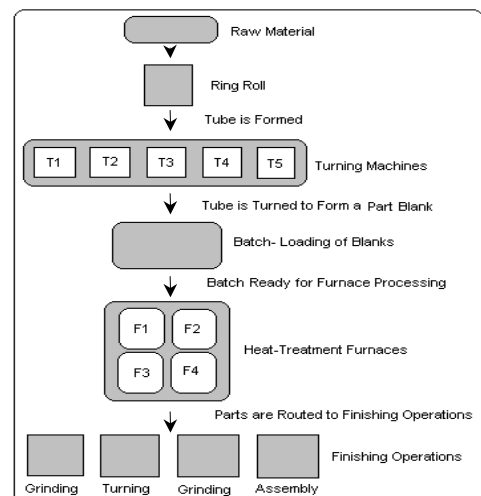 Raw Material
Ring Roll
Tube is Formed
T1 T2 T3 T4 T5
Turning Machines
Tube is Turned to Form a Part Blank
Batch- Loading of Blanks
Batch Ready for Furnace Processing
F1 F2
Heat-Treatment Furnaces
F3 F4
Parts are Routed to Finishing Operations
Finishing Operations
Grinding Turning Grinding Assembly